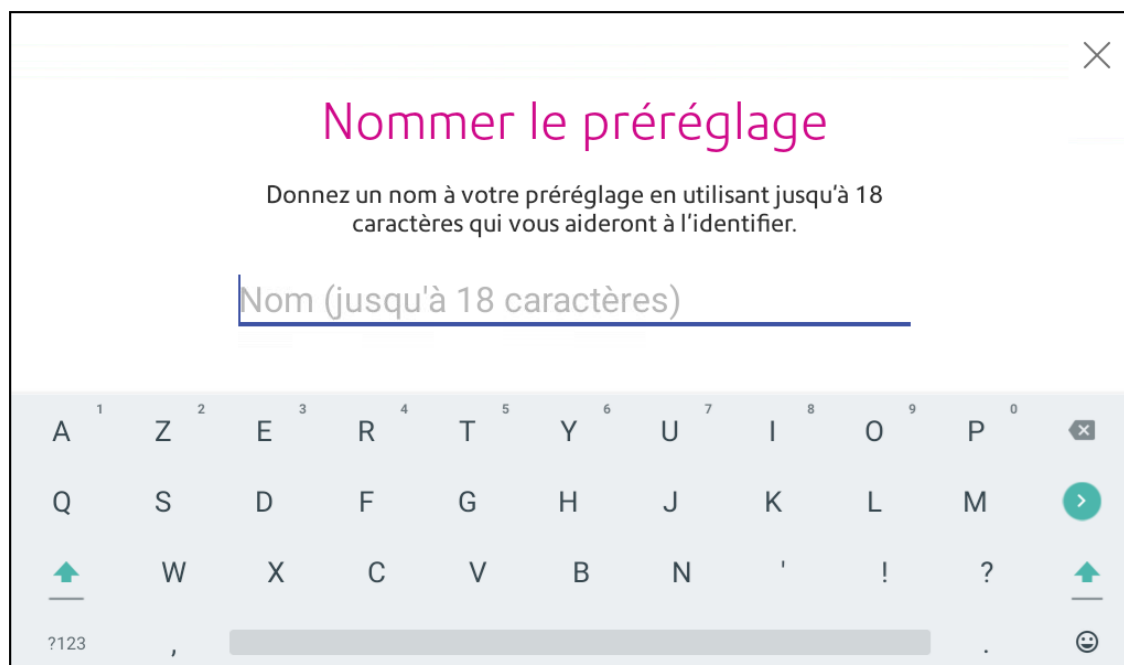 Nommer le préréglage
Donnez un nom à votre préréglage en utilisant jusqu'à 18
caractères qui vous aideront à l'identifier.
Nom (jusqu'à 18 caractères)
1 2 3 4 5 6 7 8 9 0
A Z E R T Y U I O P
Q S D F G H J K L M
W X C V B N ' ! ?
?123 , .